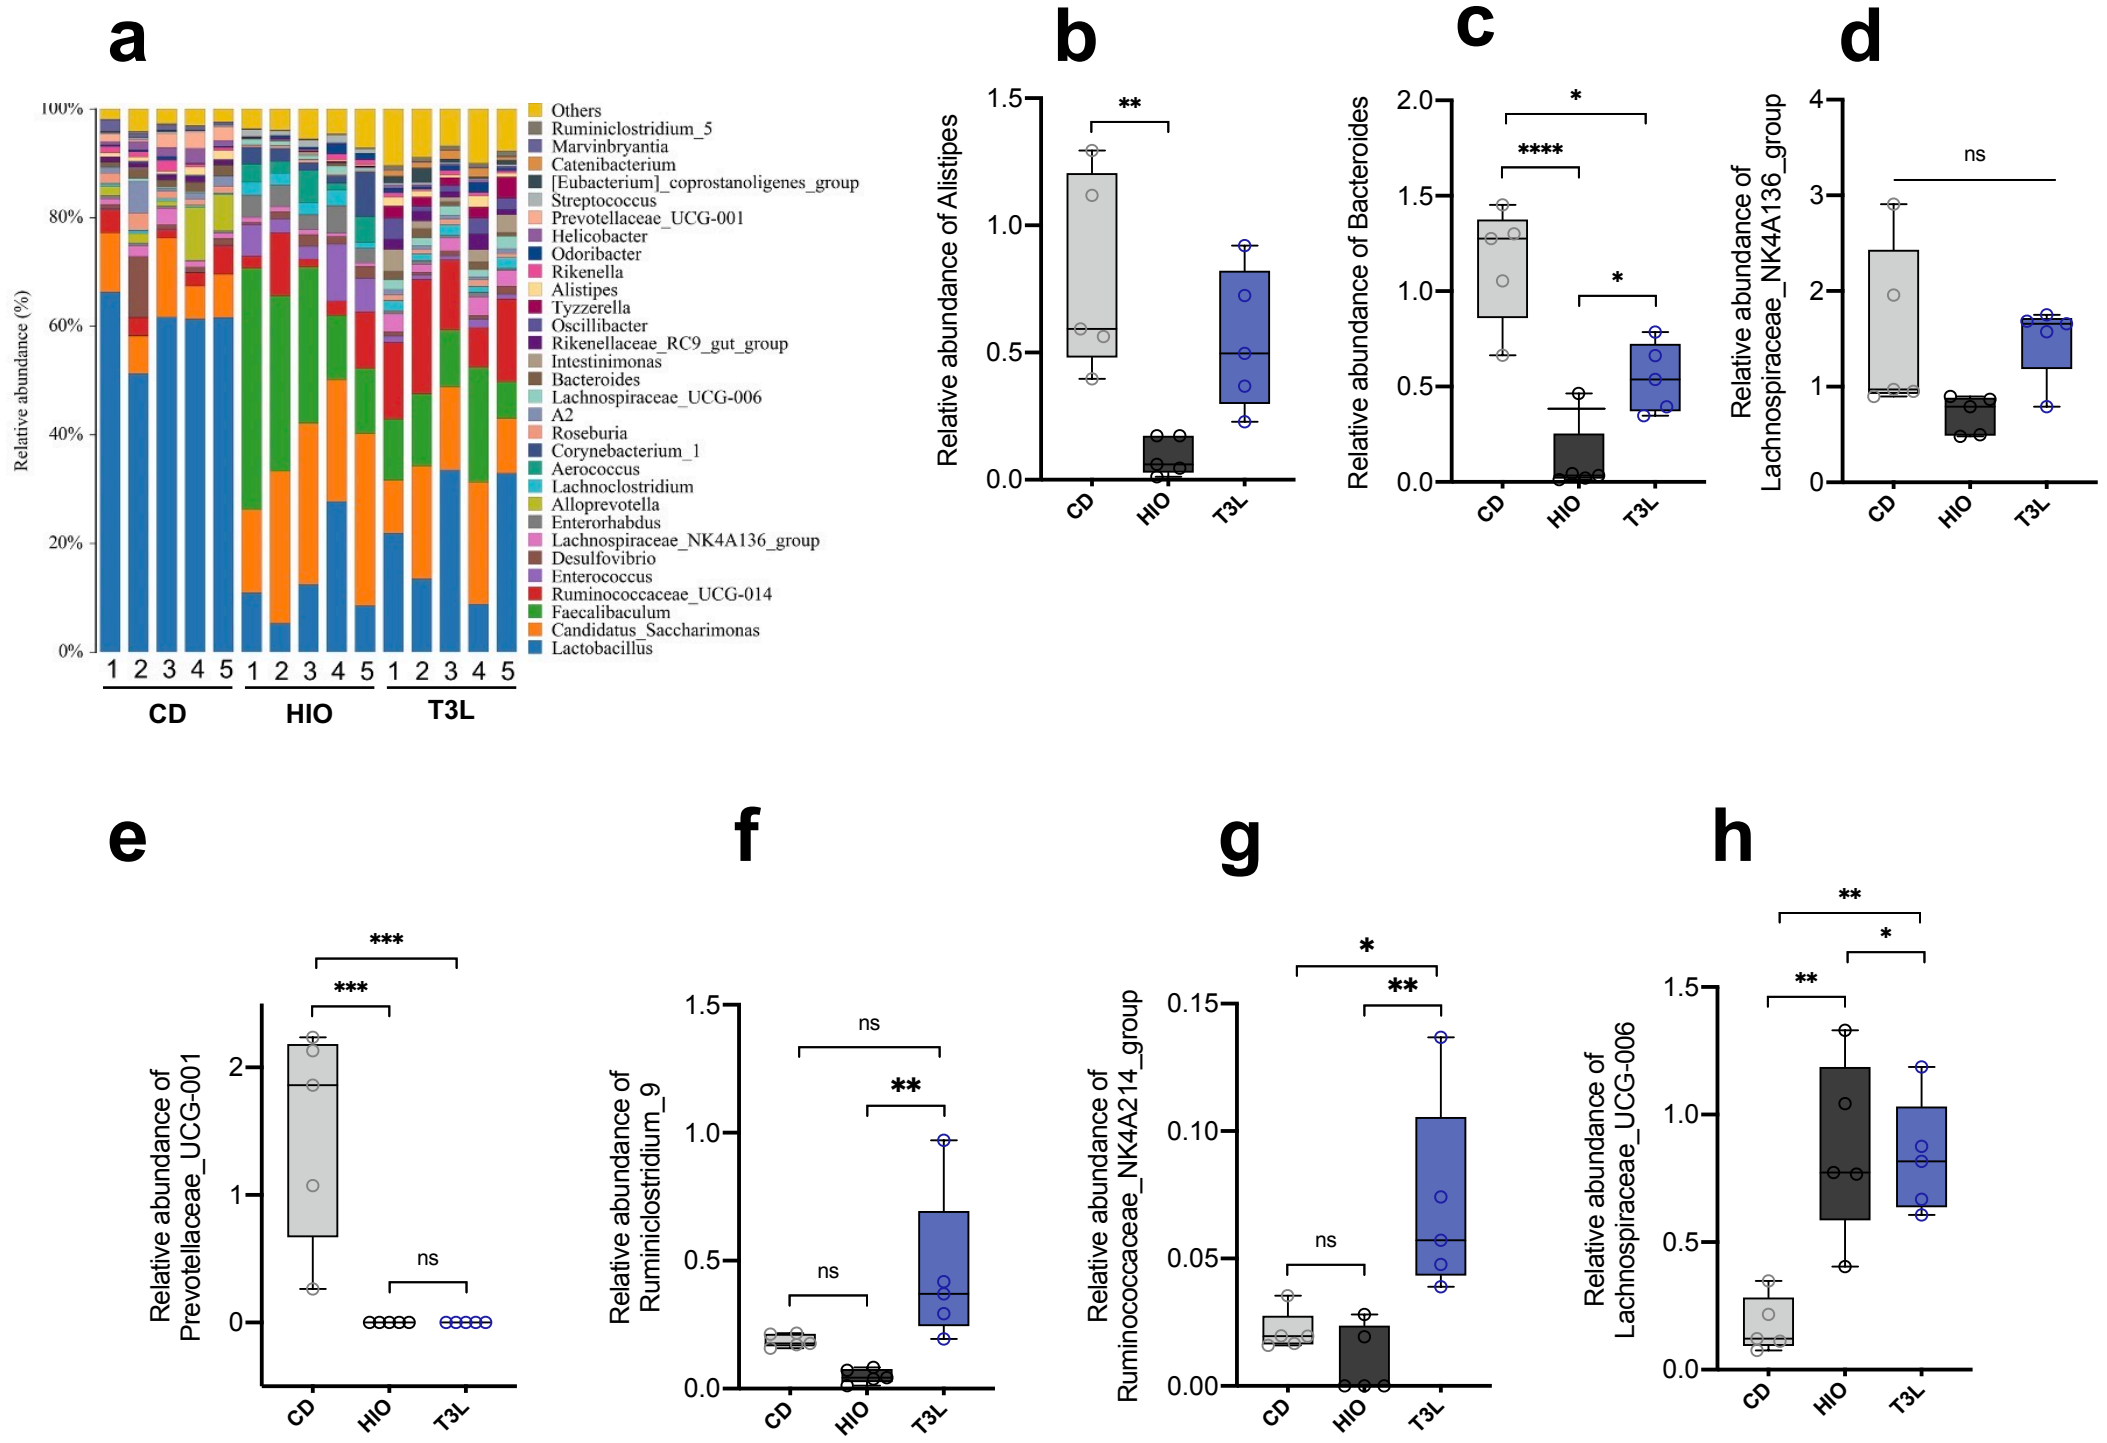 a
100%
80%
60%
40%
20%
0%
Relative abundance (%)
1 2 3 4 5 1 2 3 4 5 1 2 3 4 5
CD HIO T3L
Others
Ruminiclostridium_5
Marvinbryantia
Catenibacterium
[Eubacterium]_coprostanoligenes_group
Streptococcus
Prevotellaceae_UCG-001
Helicobacter
Odoribacter
Rikenella
Alistipes
Tyzzerella
Oscillibacter
Rikenellaceae_RC9_gut_group
Intestinimonas
Bacteroides
Lachnospiraceae_UCG-006
A2
Roseburia
Corynebacterium_1
Aerococcus
Lachnoclostridium
Alloprevotella
Enterorhabdus
Lachnospiraceae_NK4A136_group
Desulfovibrio
Enterococcus
Ruminococcaceae_UCG-014
Faecalibaculum
Candidatus_Saccharimonas
Lactobacillus
b
Relative abundance of Alistipes
1.5
1.0
0.5
0.0
**
CD HIO T3L
c
Relative abundance of Bacteroides
2.0
1.5
1.0
0.5
0.0
*
****
*
CD HIO T3L
d
Relative abundance of
Lachnospiraceae_NK4A136_group
4
3
2
1
0
ns
CD HIO T3L
e
Relative abundance of
Prevotellaceae_UCG-001
2
1
0
***
***
ns
CD HIO T3L
f
Relative abundance of
Ruminiclostridium_9
1.5
1.0
0.5
0.0
ns
**
ns
CD HIO T3L
g
Relative abundance of
Ruminococcaceae_NK4A214_group
0.15
0.10
0.05
0.00
*
**
ns
CD HIO T3L
h
Relative abundance of
Lachnospiraceae_UCG-006
1.5
1.0
0.5
0.0
**
*
**
CD HIO T3L